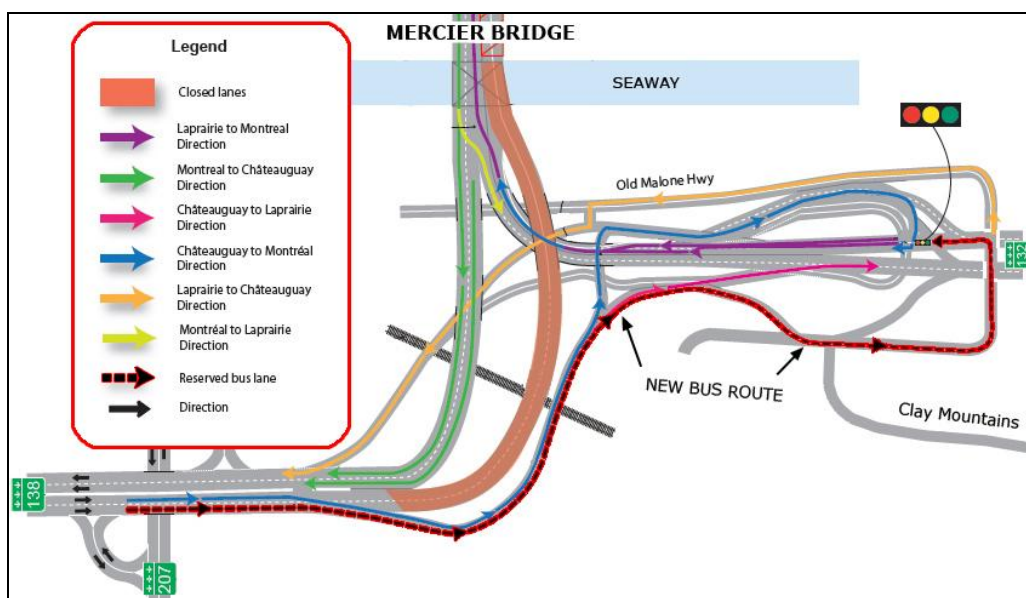 MERCIER BRIDGE
SEAWAY
Legend
Closed lanes
Laprairie to Montreal
Direction
Montreal to Châteauguay
Direction
Châteauguay to Laprairie
Direction
Châteauguay to Montréal
Direction
Laprairie to Châteauguay
Direction
Montréal to Laprairie
Direction
Reserved bus lane
Direction
Old Malone Hwy
132
NEW BUS ROUTE
Clay Mountains
138
207